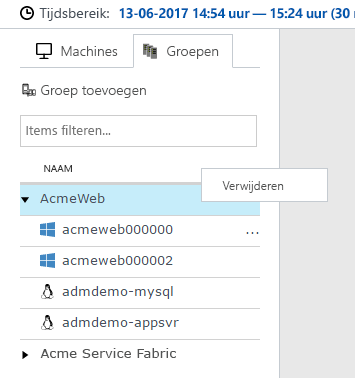 Tijdsbereik: 13-06-2017 14:54 uur — 15:24 uur (30
Machines Groepen
Groep toevoegen
Items filteren...
NAAM
Verwijderen
AcmeWeb
acmeweb000000 ...
acmeweb000002
admdemo-mysql
admdemo-appsvr
Acme Service Fabric